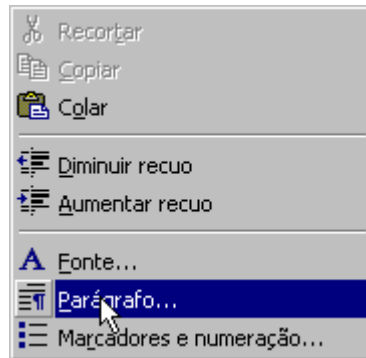 Recortar
Copiar
Colar
Diminuir recuo
Aumentar recuo
Fonte...
Parágrafo...
Marcadores e numeração...